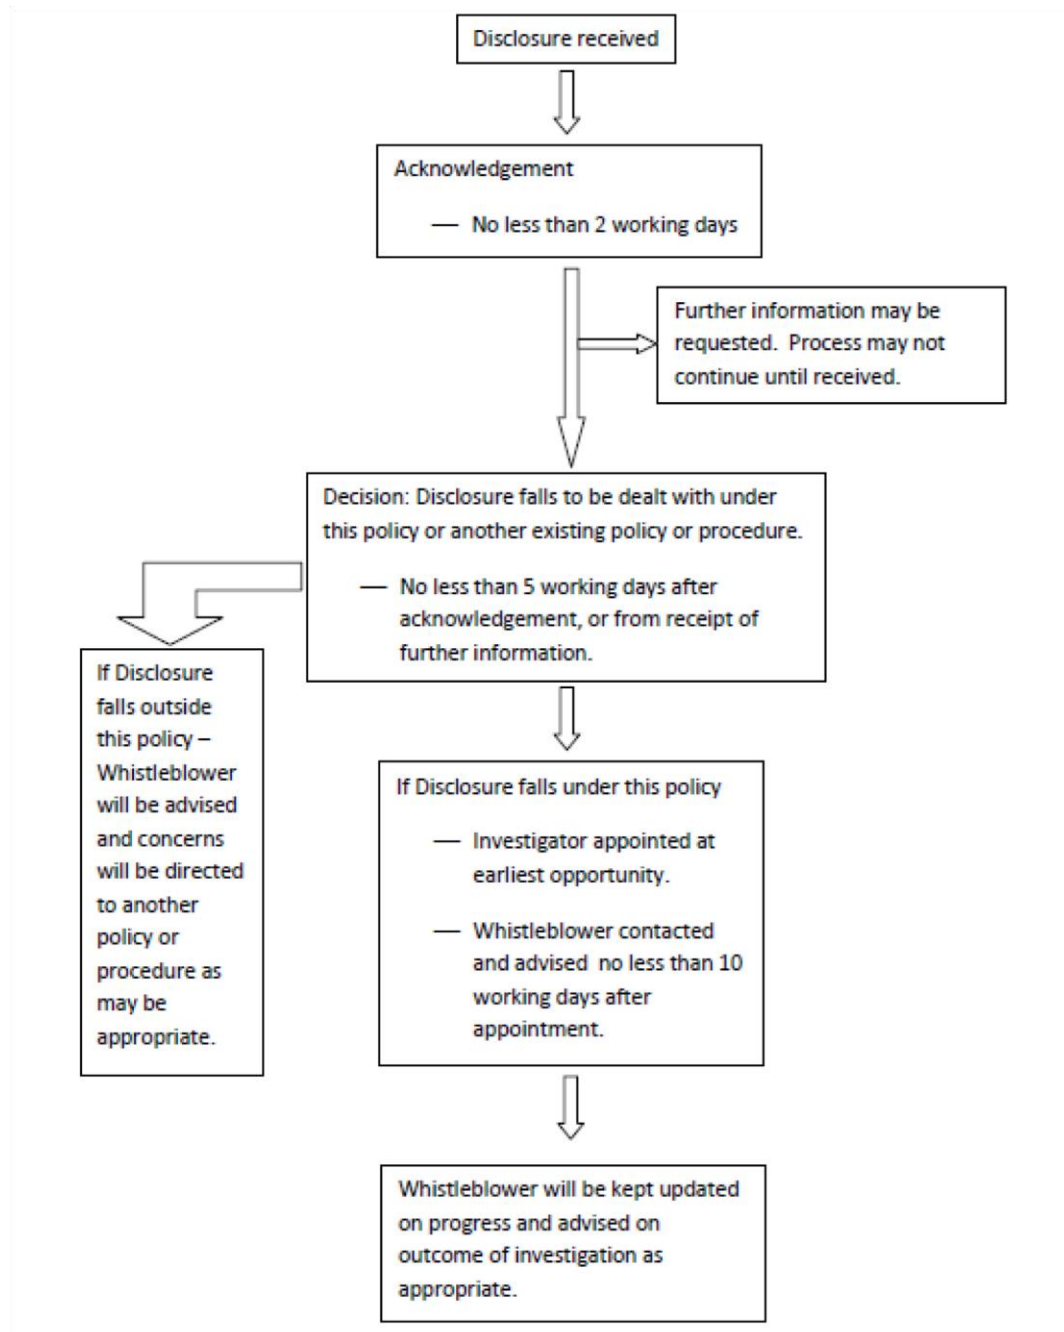 Disclosure received
Acknowledgement
— No less than 2 working days
Further information may be
requested. Process may not
continue until received.
Decision: Disclosure falls to be dealt with under
this policy or another existing policy or procedure.
— No less than 5 working days after
acknowledgement, or from receipt of
further information.
If Disclosure
falls outside
this policy –
Whistleblower
will be advised
and concerns
will be directed
to another
policy or
procedure as
may be
appropriate.
If Disclosure falls under this policy
— Investigator appointed at
earliest opportunity.
— Whistleblower contacted
and advised no less than 10
working days after
appointment.
Whistleblower will be kept updated
on progress and advised on
outcome of investigation as
appropriate.